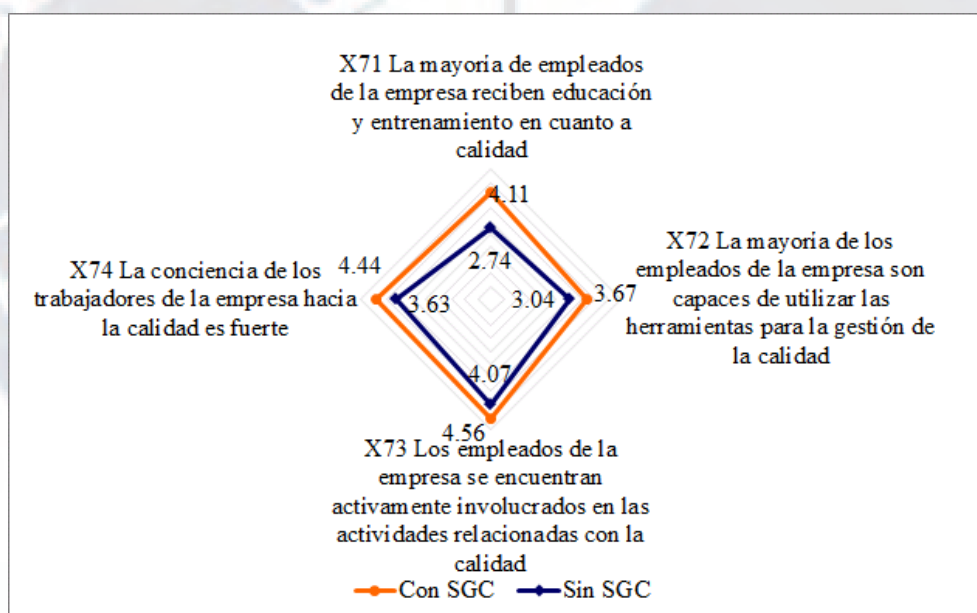 X71 La mayoria de empleados
de la empresa reciben educación
y entrenamiento en cuanto a
calidad
4.11
X72 La mayoria de los
empleados de la empresa son
capaces de utilizar las
herramientas para la gestión de
la calidad
4.44
X74 La conciencia de los
trabajadores de la empresa hacia
la calidad es fuerte
2.74
3.63
3.04
3.67
4.07
4.56
X73 Los empleados de la
empresa se encuentran
activamente involucrados en las
actividades relacionadas con la
calidad
Con SGC
Sin SGC